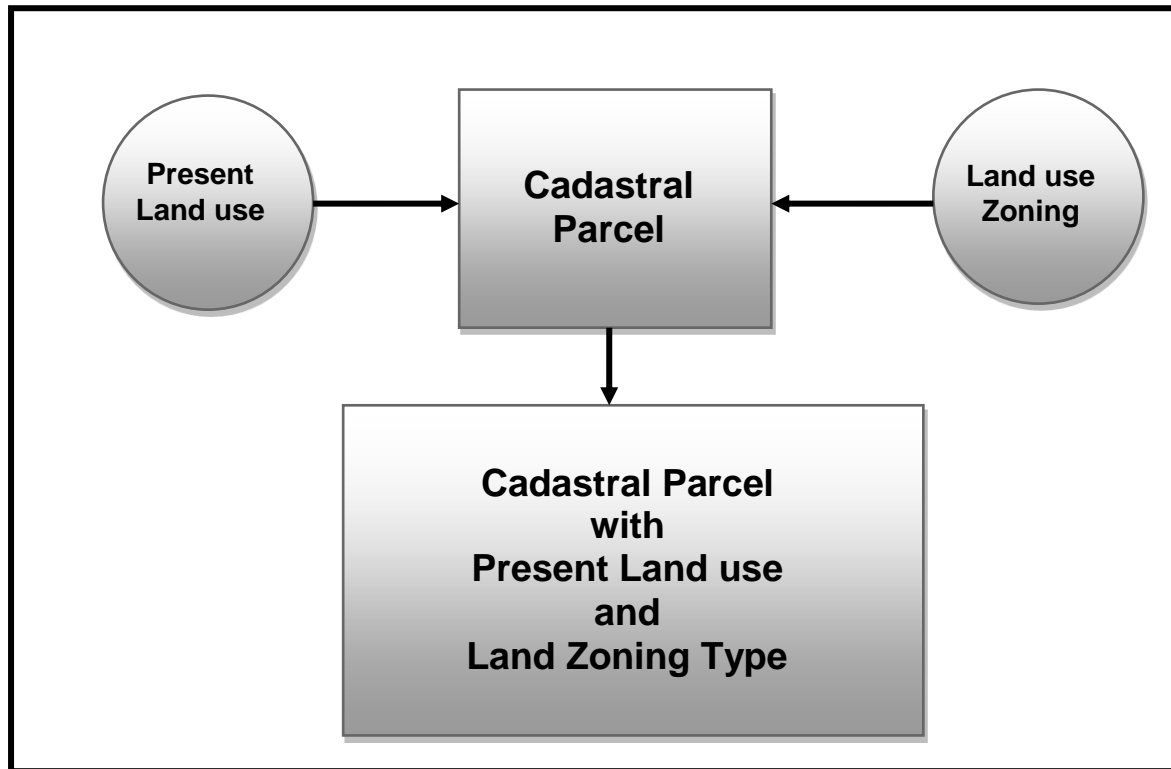 Present
Land use
Cadastral
Parcel
Land use
Zoning
Cadastral Parcel
with
Present Land use
and
Land Zoning Type